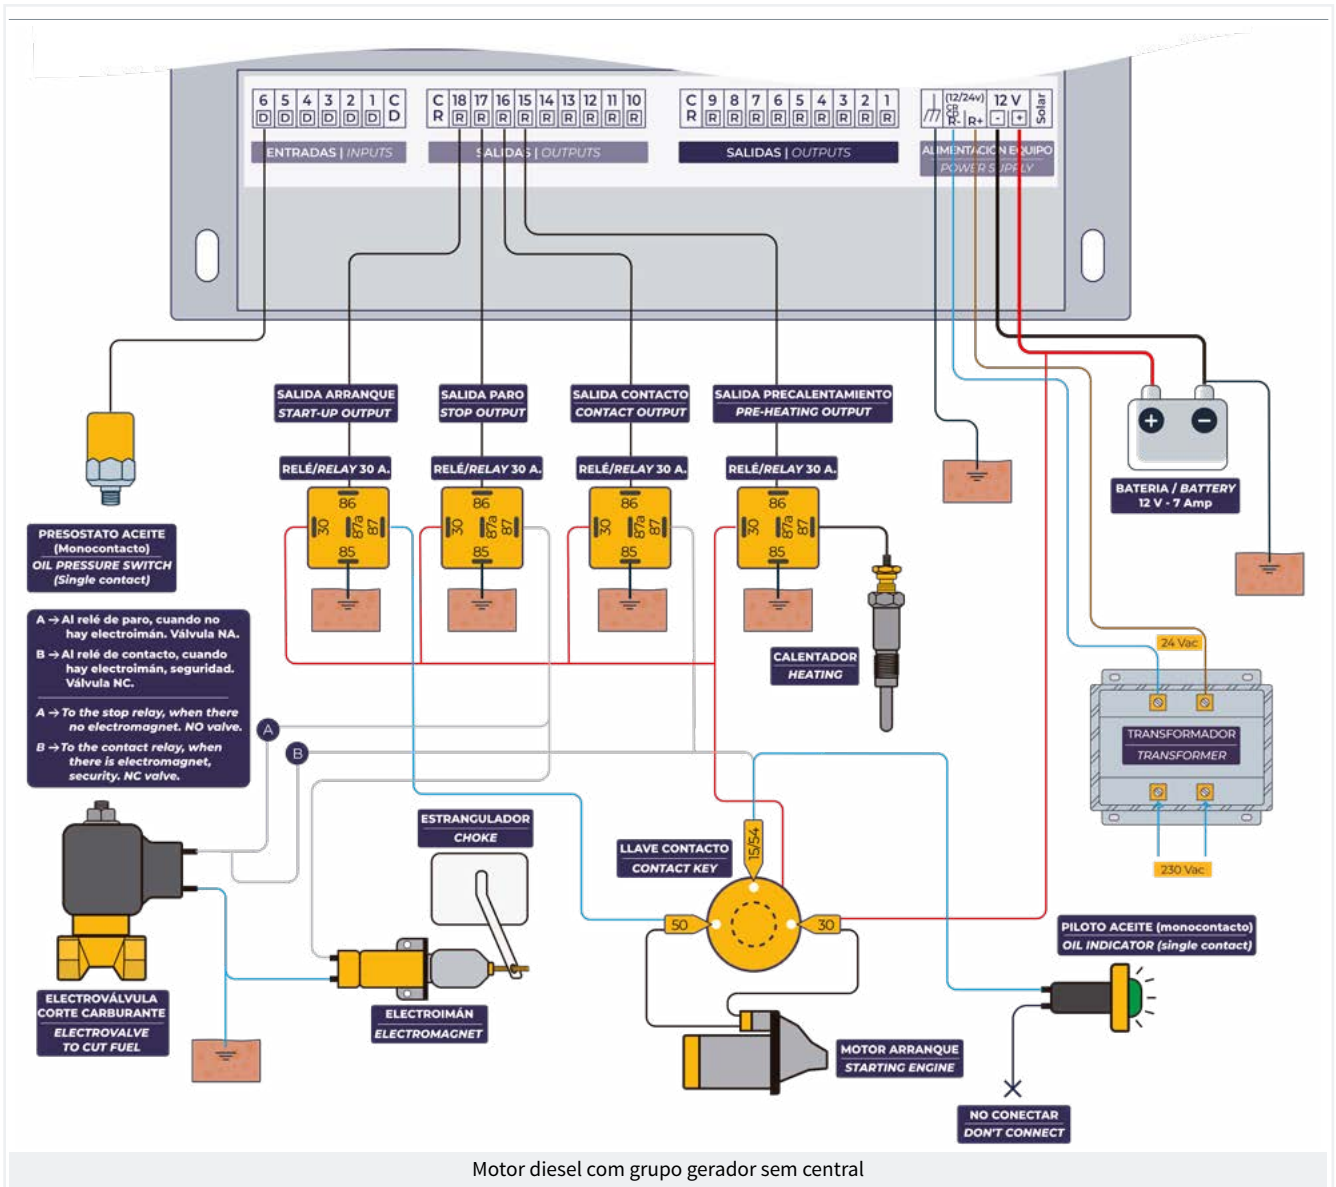 6 5 4 3 2 1 C
D D D D D D D
ENTRADAS | INPUTS
C 18 17 16 15 14 13 12 11 10
R R R R R R R R R R
SALIDAS | OUTPUTS
C 9 8 7 6 5 4 3 2 1
R R R R R R R R R R
SALIDAS | OUTPUTS
(12/24v) 12 V
CB
R- R+ - + Solar
ALIMENTACIÓN EQUIPO
POWER SUPPLY
SALIDA ARRANQUE
START-UP OUTPUT
SALIDA PARO
STOP OUTPUT
SALIDA CONTACTO
CONTACT OUTPUT
SALIDA PRECALENTAMIENTO
PRE-HEATING OUTPUT
RELÉ/RELAY 30 A.
RELÉ/RELAY 30 A.
RELÉ/RELAY 30 A.
RELÉ/RELAY 30 A.
86
30 87a 87
85
86
30 87a 87
85
86
30 87a 87
85
86
30 87a 87
85
+ −
BATERIA / BATTERY
12 V - 7 Amp
PRESOSTATO ACEITE
(Monocontacto)
OIL PRESSURE SWITCH
(Single contact)
A → Al relé de paro, cuando no
hay electroimán. Válvula NA.
B → Al relé de contacto, cuando
hay electroimán, seguridad.
Válvula NC.
A → To the stop relay, when there
no electromagnet. NO valve.
B → To the contact relay, when
there is electromagnet,
security. NC valve.
A
B
CALENTADOR
HEATING
24 Vac
TRANSFORMADOR
TRANSFORMER
230 Vac
ESTRANGULADOR
CHOKE
LLAVE CONTACTO
CONTACT KEY
15/54
50
30
PILOTO ACEITE (monocontacto)
OIL INDICATOR (single contact)
ELECTROVÁLVULA
CORTE CARBURANTE
ELECTROVALVE
TO CUT FUEL
ELECTROIMÁN
ELECTROMAGNET
MOTOR ARRANQUE
STARTING ENGINE
NO CONECTAR
DON'T CONNECT
Motor diesel com grupo gerador sem central